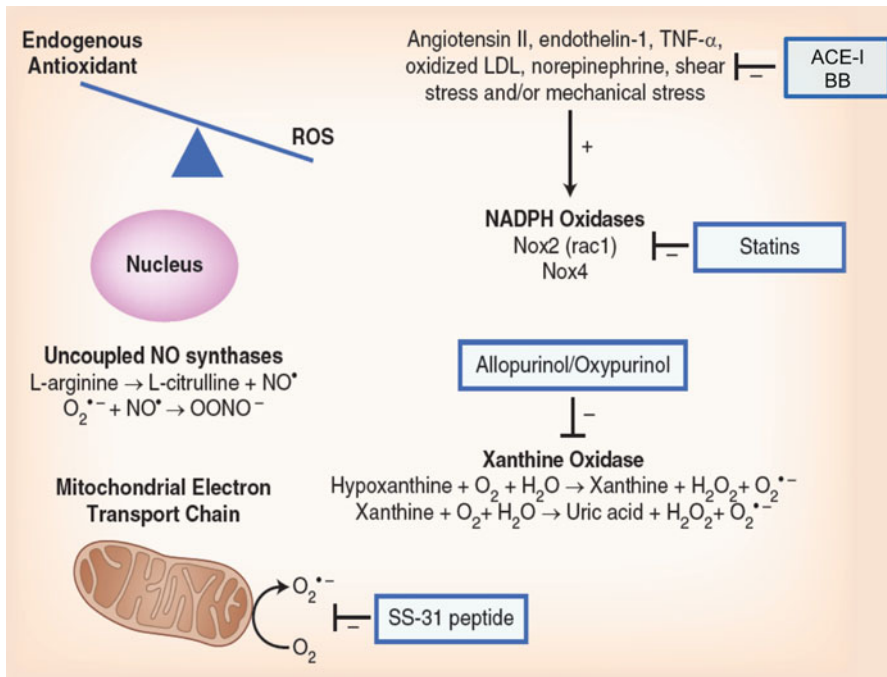 Endogenous
Antioxidant
ROS
Angiotensin II, endothelin-1, TNF-α,
oxidized LDL, norepinephrine, shear
stress and/or mechanical stress
–
ACE-I
BB
+
NADPH Oxidases
Nox2 (rac1)
Nox4
–
Statins
Nucleus
Uncoupled NO synthases
L-arginine → L-citrulline + NO•
O₂•⁻ + NO• → OONO⁻
Allopurinol/Oxypurinol
–
Xanthine Oxidase
Hypoxanthine + O₂ + H₂O → Xanthine + H₂O₂+ O₂•⁻
Xanthine + O₂+ H₂O → Uric acid + H₂O₂+ O₂•⁻
Mitochondrial Electron
Transport Chain
O₂•⁻
O₂
–
SS-31 peptide